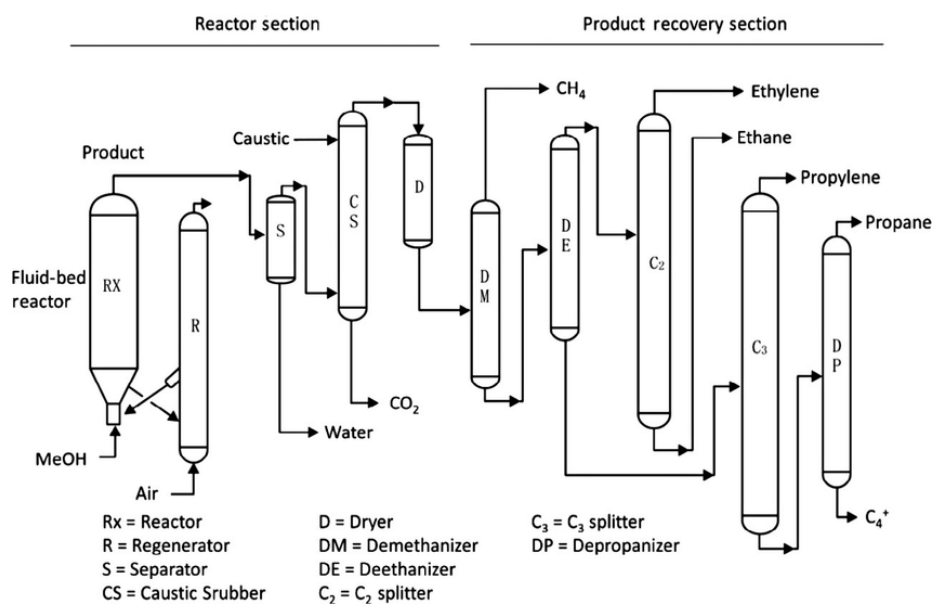 Reactor section
Product recovery section
CH₄
Ethylene
Caustic
Ethane
Product
D
Propylene
C
S
S
D
E
Propane
Fluid-bed
reactor
RX
D
M
C₂
R
C₃
D
P
CO₂
Water
MeOH
Air
C₄⁺
Rx = Reactor
R = Regenerator
S = Separator
CS = Caustic Srubber
D = Dryer
DM = Demethanizer
DE = Deethanizer
C₂ = C₂ splitter
C₃ = C₃ splitter
DP = Depropanizer